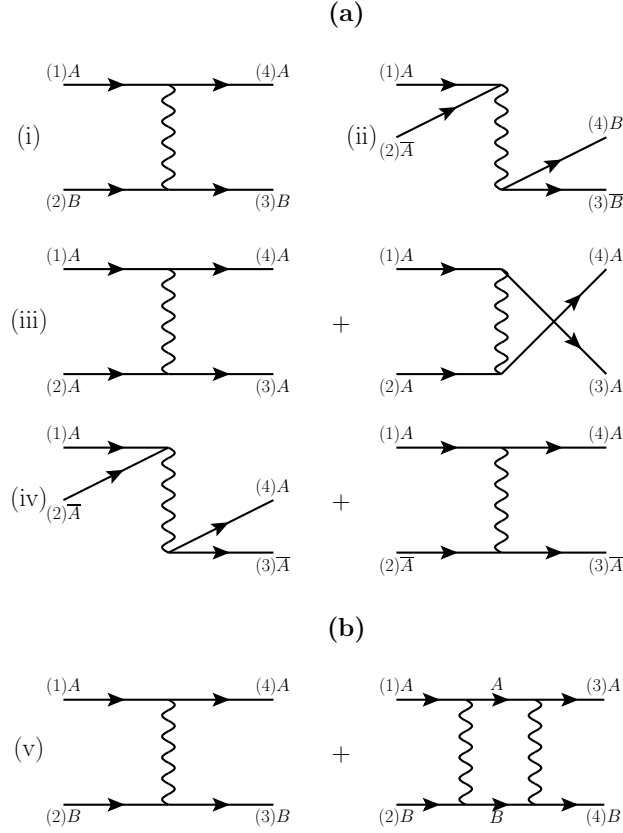 (a)
(1)A (4)A (1)A
(i) (ii) (2)A̅ (4)B
(2)B (3)B (3)B̅
(1)A (4)A (1)A (4)A
(iii) +
(2)A (3)A (2)A (3)A
(1)A (1)A (4)A
(iv) (2)A̅ (4)A +
(3)A̅ (2)A̅ (3)A̅
(b)
(1)A (4)A (1)A A (3)A
(v) +
(2)B (3)B (2)B B (4)B